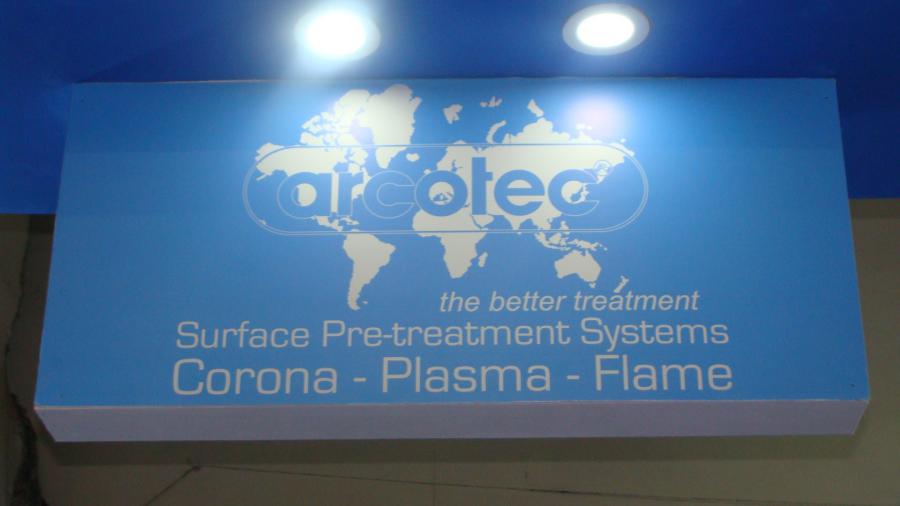 arcotec®
the better treatment
Surface Pre-treatment Systems
Corona - Plasma - Flame